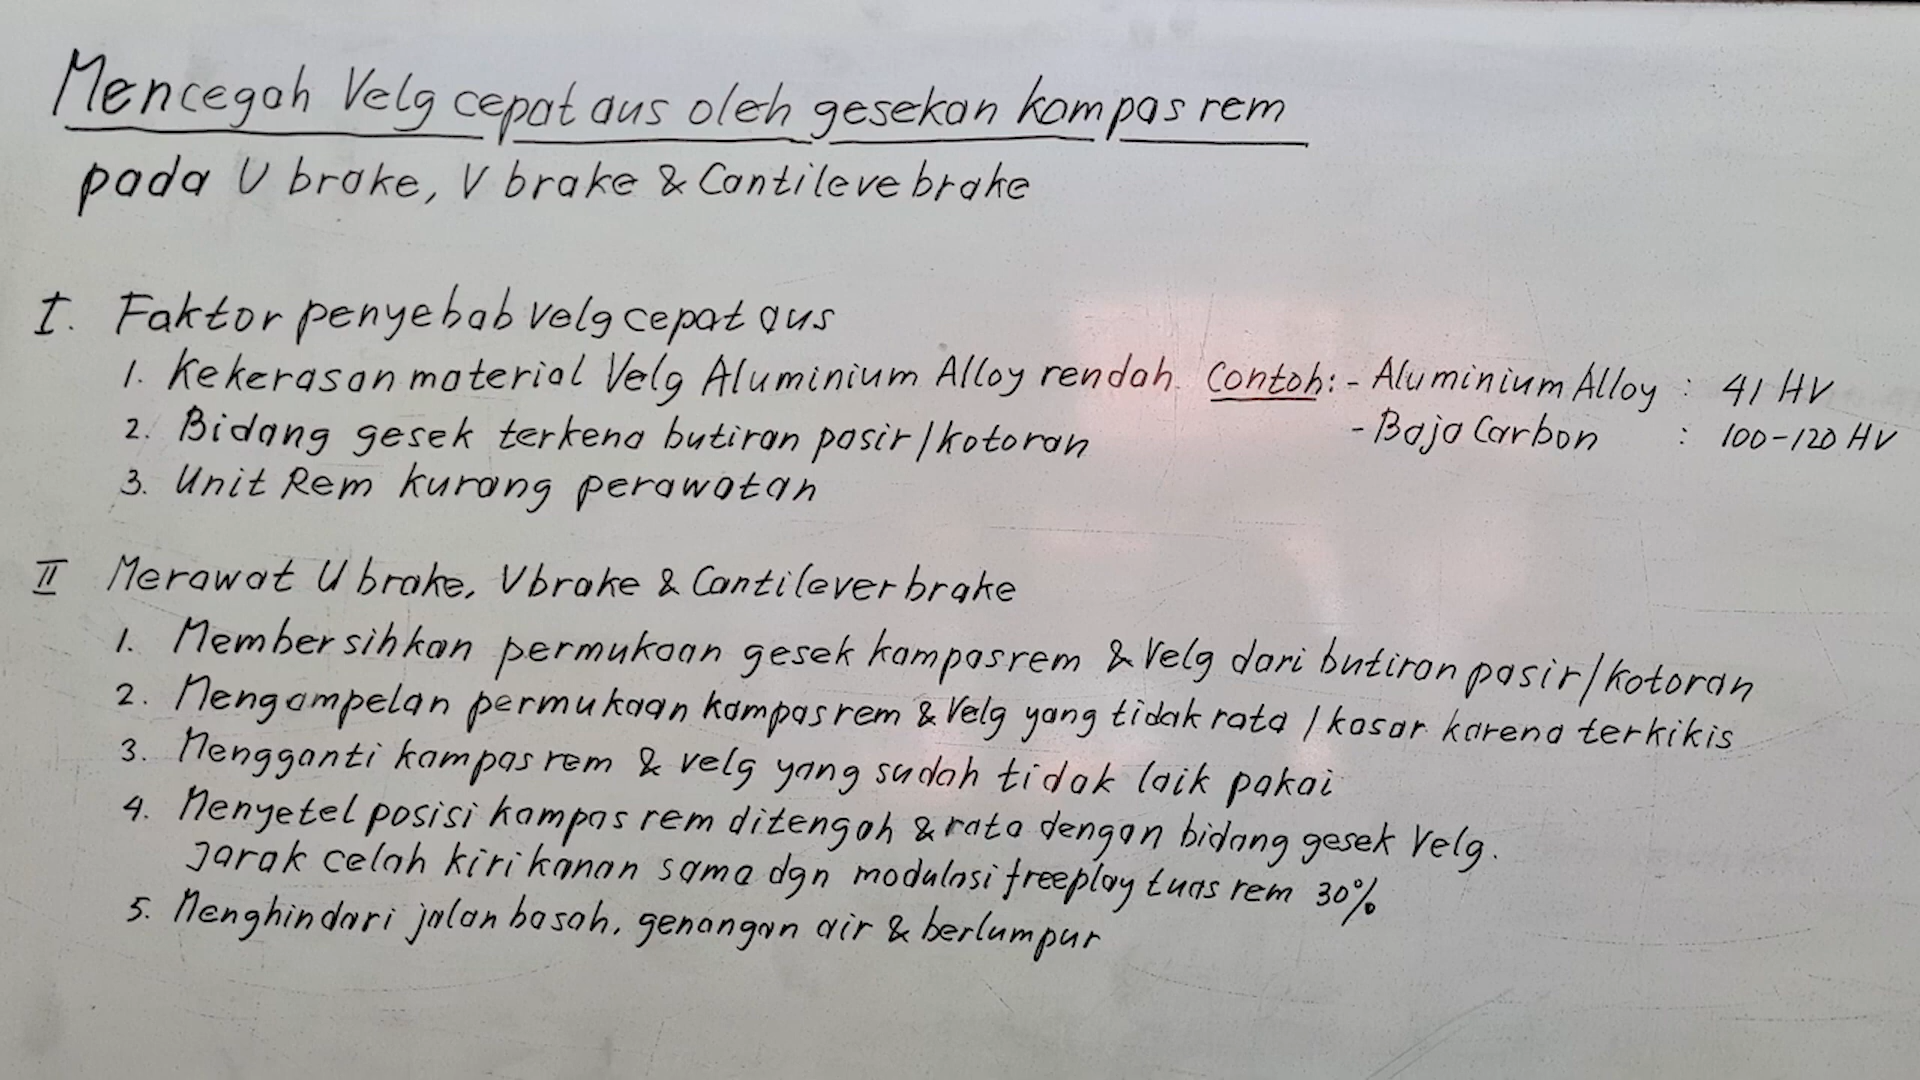 Mencegah Velg cepat aus oleh gesekan kampas rem
pada U brake, V brake & Cantileve brake
I. Faktor penyebab velg cepat aus
1. Kekerasan material Velg Aluminium Alloy rendah. Contoh: - Aluminium Alloy : 41 HV
- Baja Carbon : 100-120 HV
2. Bidang gesek terkena butiran pasir/kotoran
3. Unit Rem kurang perawatan
II Merawat U brake, V brake & Cantilever brake
1. Membersihkan permukaan gesek kampas rem & Velg dari butiran pasir/kotoran
2. Mengampelan permukaan kampas rem & Velg yang tidak rata / kasar karena terkikis
3. Mengganti kampas rem & velg yang sudah tidak laik pakai
4. Menyetel posisi kampas rem ditengah & rata dengan bidang gesek Velg.
Jarak celah kiri kanan sama dgn modulasi freeplay tuas rem 30%
5. Menghindari jalan basah, genangan air & berlumpur